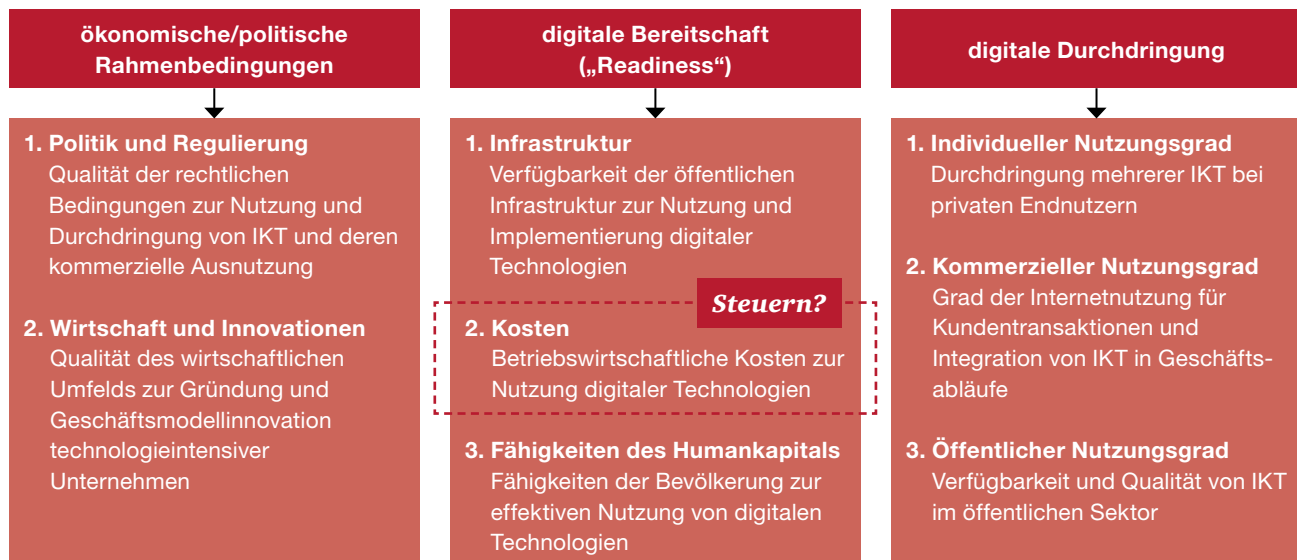 ökonomische/politische
Rahmenbedingungen
1. Politik und Regulierung
Qualität der rechtlichen
Bedingungen zur Nutzung und
Durchdringung von IKT und deren
kommerzielle Ausnutzung
2. Wirtschaft und Innovationen
Qualität des wirtschaftlichen
Umfelds zur Gründung und
Geschäftsmodellinnovation
technologieintensiver
Unternehmen
digitale Bereitschaft
(„Readiness“)
1. Infrastruktur
Verfügbarkeit der öffentlichen
Infrastruktur zur Nutzung und
Implementierung digitaler
Technologien
Steuern?
2. Kosten
Betriebswirtschaftliche Kosten zur
Nutzung digitaler Technologien
3. Fähigkeiten des Humankapitals
Fähigkeiten der Bevölkerung zur
effektiven Nutzung von digitalen
Technologien
digitale Durchdringung
1. Individueller Nutzungsgrad
Durchdringung mehrerer IKT bei
privaten Endnutzern
2. Kommerzieller Nutzungsgrad
Grad der Internetnutzung für
Kundentransaktionen und
Integration von IKT in Geschäfts-
abläufe
3. Öffentlicher Nutzungsgrad
Verfügbarkeit und Qualität von IKT
im öffentlichen Sektor